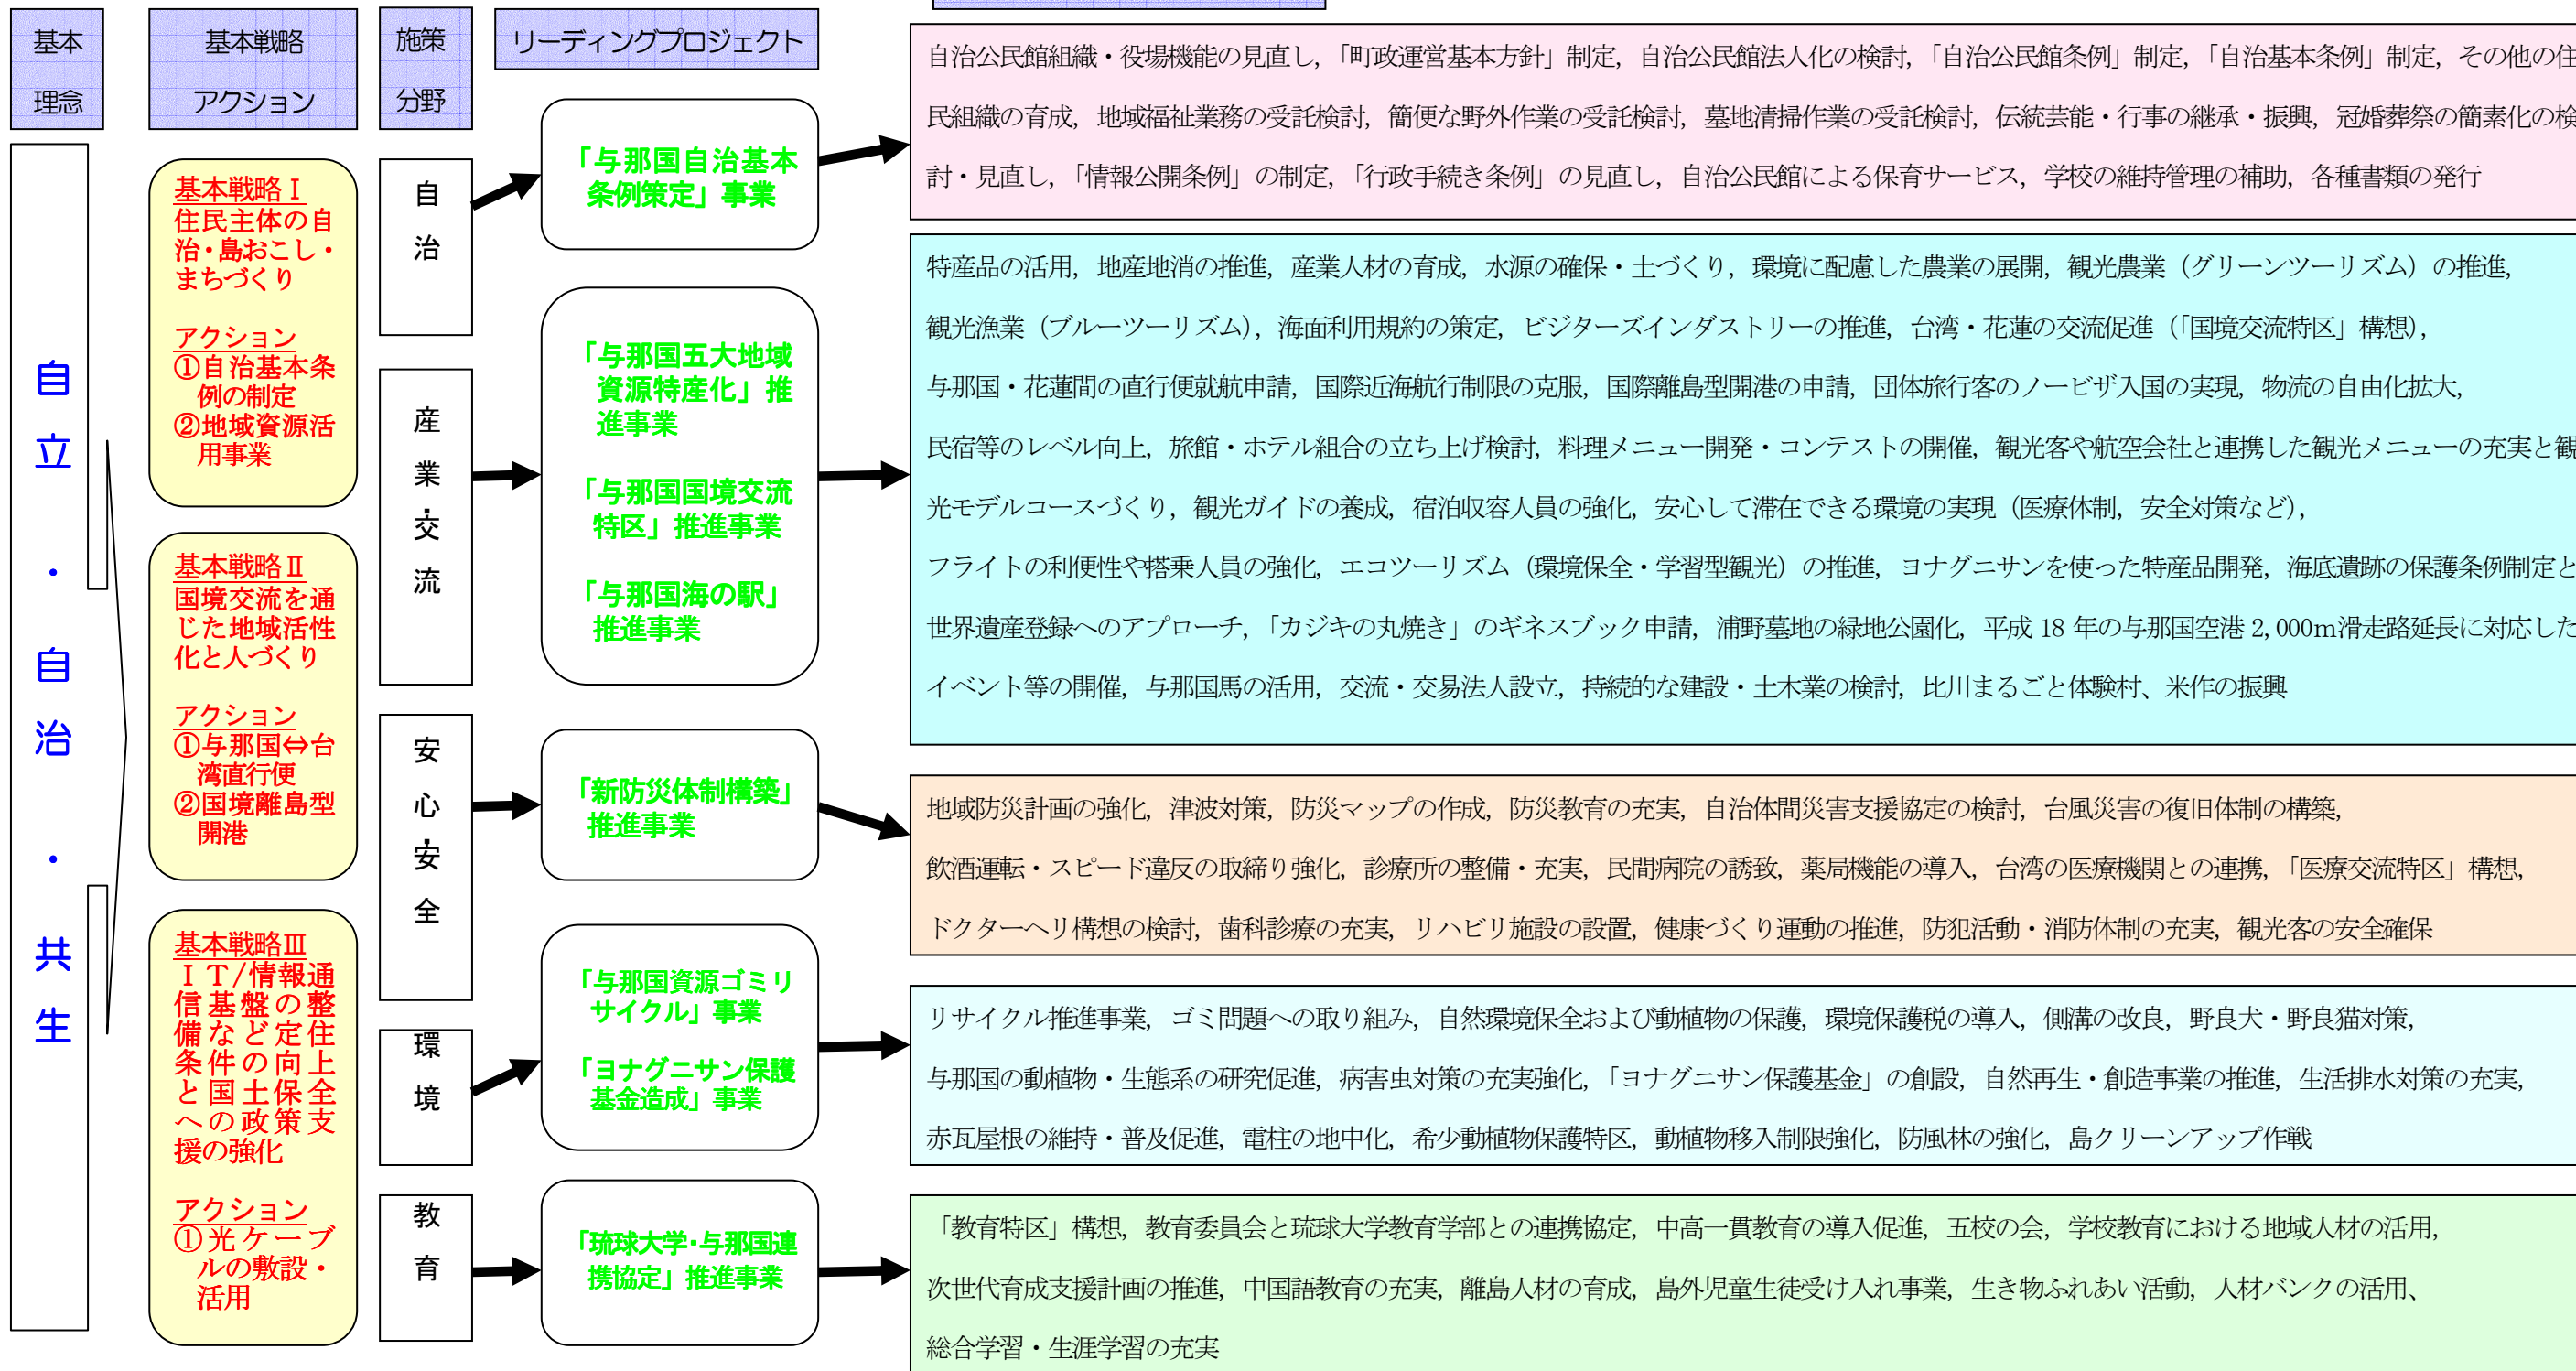 基本
理念
基本戦略
アクション
施策
分野
リーディングプロジェクト
自立・自治・共生
基本戦略Ⅰ
住民主体の自
治・島おこし・
まちづくり
アクション
①自治基本条
例の制定
②地域資源活
用事業
基本戦略Ⅱ
国境交流を通
じた地域活性
化と人づくり
アクション
①与那国⇔台
湾直行便
②国境離島型
開港
基本戦略Ⅲ
ＩＴ/情報通
信基盤の整
備など定住
条件の向上
と国土保全
への政策支
援の強化
アクション
①光ケーブ
ルの敷設・
活用
自治
産業・交流
安心・安全
環境
教育
「与那国自治基本
条例策定」事業
「与那国五大地域
資源特産化」推
進事業
「与那国国境交流
特区」推進事業
「与那国海の駅」
推進事業
「新防災体制構築」
推進事業
「与那国資源ゴミリ
サイクル」事業
「ヨナグニサン保護
基金造成」事業
「琉球大学・与那国連
携協定」推進事業
自治公民館組織・役場機能の見直し，「町政運営基本方針」制定，自治公民館法人化の検討，「自治公民館条例」制定，「自治基本条例」制定，その他の住
民組織の育成，地域福祉業務の受託検討，簡便な野外作業の受託検討，墓地清掃作業の受託検討，伝統芸能・行事の継承・振興，冠婚葬祭の簡素化の検
討・見直し，「情報公開条例」の制定，「行政手続き条例」の見直し，自治公民館による保育サービス，学校の維持管理の補助，各種書類の発行
特産品の活用，地産地消の推進，産業人材の育成，水源の確保・土づくり，環境に配慮した農業の展開，観光農業（グリーンツーリズム）の推進，
観光漁業（ブルーツーリズム），海面利用規約の策定，ビジターズインダストリーの推進，台湾・花蓮の交流促進（「国境交流特区」構想），
与那国・花蓮間の直行便就航申請，国際近海航行制限の克服，国際離島型開港の申請，団体旅行客のノービザ入国の実現，物流の自由化拡大，
民宿等のレベル向上，旅館・ホテル組合の立ち上げ検討，料理メニュー開発・コンテストの開催，観光客や航空会社と連携した観光メニューの充実と観
光モデルコースづくり，観光ガイドの養成，宿泊収容人員の強化，安心して滞在できる環境の実現（医療体制，安全対策など），
フライトの利便性や搭乗人員の強化，エコツーリズム（環境保全・学習型観光）の推進，ヨナグニサンを使った特産品開発，海底遺跡の保護条例制定と
世界遺産登録へのアプローチ，「カジキの丸焼き」のギネスブック申請，浦野墓地の緑地公園化，平成 18 年の与那国空港 2,000ｍ滑走路延長に対応した
イベント等の開催，与那国馬の活用，交流・交易法人設立，持続的な建設・土木業の検討，比川まるごと体験村、米作の振興
地域防災計画の強化，津波対策，防災マップの作成，防災教育の充実，自治体間災害支援協定の検討，台風災害の復旧体制の構築，
飲酒運転・スピード違反の取締り強化，診療所の整備・充実，民間病院の誘致，薬局機能の導入，台湾の医療機関との連携，「医療交流特区」構想，
ドクターヘリ構想の検討，歯科診療の充実，リハビリ施設の設置，健康づくり運動の推進，防犯活動・消防体制の充実，観光客の安全確保
リサイクル推進事業，ゴミ問題への取り組み，自然環境保全および動植物の保護，環境保護税の導入，側溝の改良，野良犬・野良猫対策，
与那国の動植物・生態系の研究促進，病害虫対策の充実強化，「ヨナグニサン保護基金」の創設，自然再生・創造事業の推進，生活排水対策の充実，
赤瓦屋根の維持・普及促進，電柱の地中化，希少動植物保護特区，動植物移入制限強化，防風林の強化，島クリーンアップ作戦
「教育特区」構想，教育委員会と琉球大学教育学部との連携協定，中高一貫教育の導入促進，五校の会，学校教育における地域人材の活用，
次世代育成支援計画の推進，中国語教育の充実，離島人材の育成，島外児童生徒受け入れ事業，生き物ふれあい活動，人材バンクの活用、
総合学習・生涯学習の充実